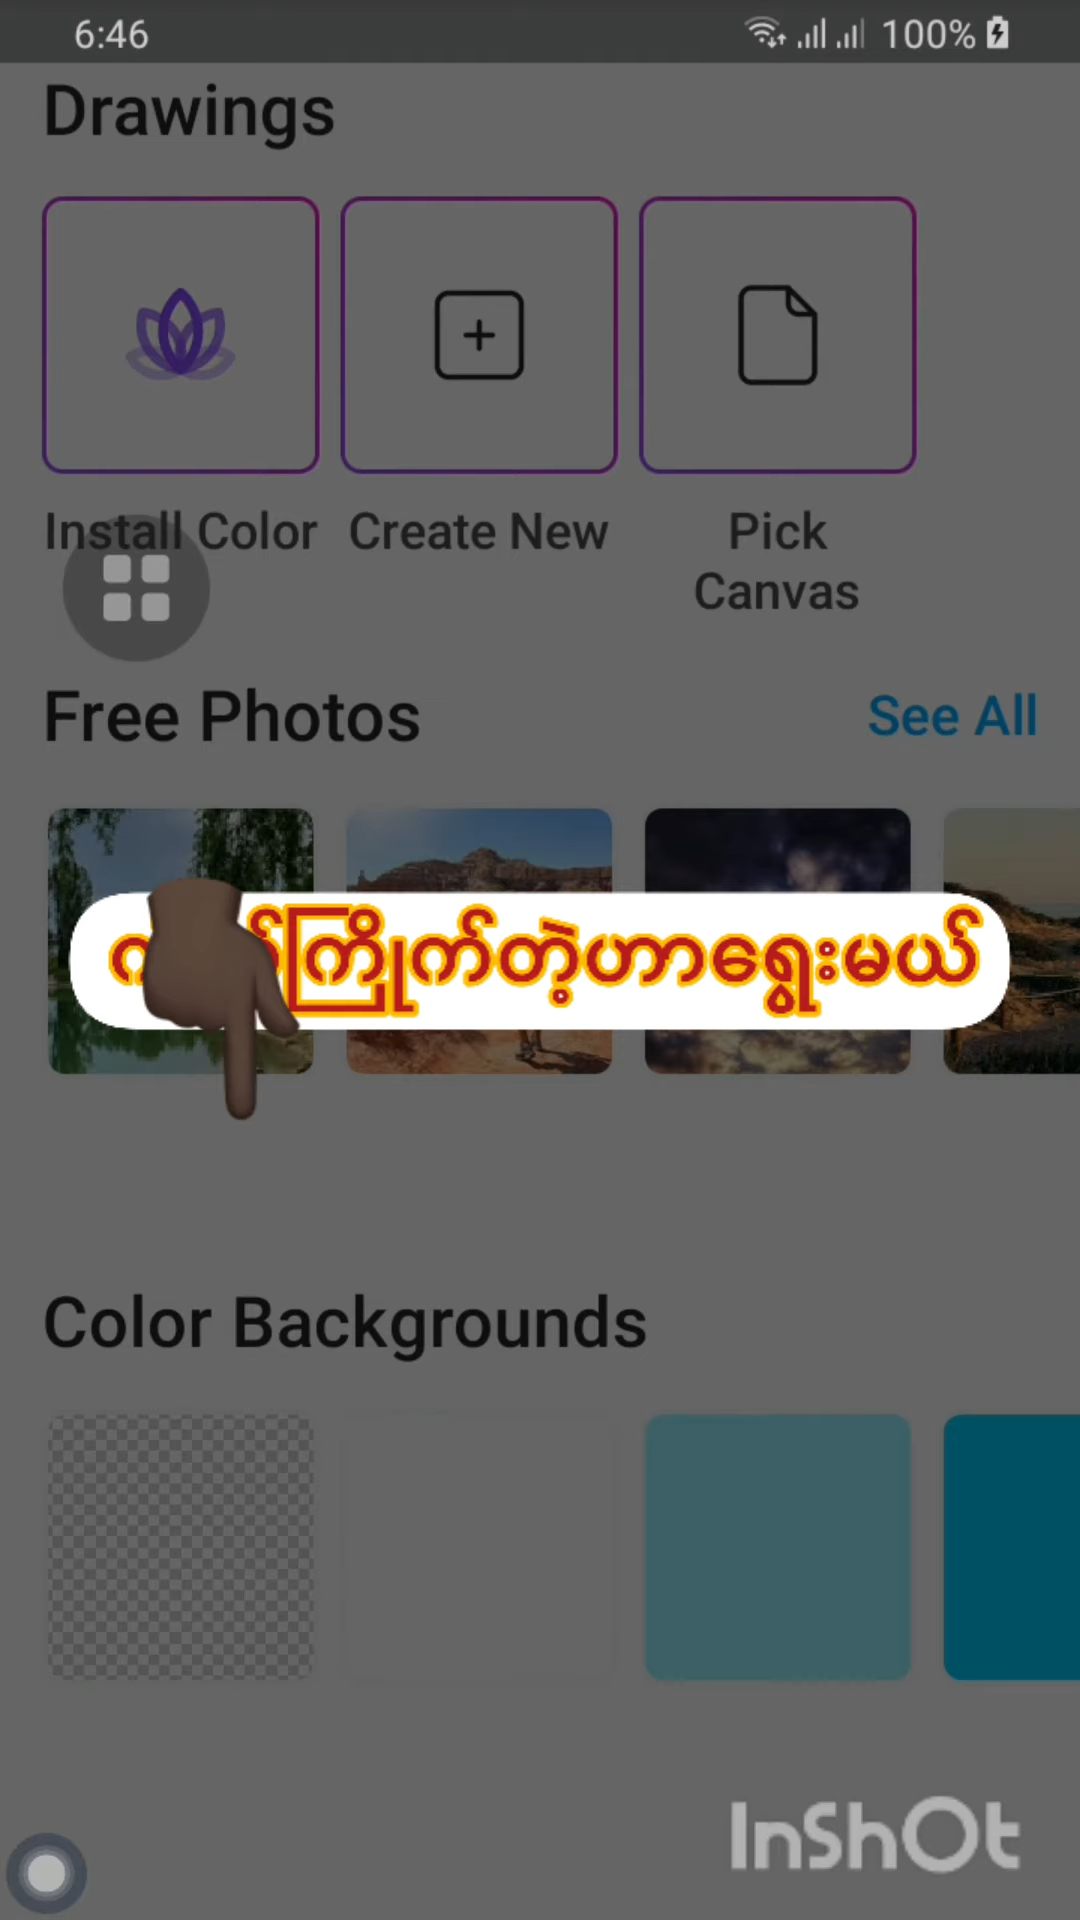 6:46
100%
Drawings
Install Color
Create New
Pick
Canvas
Free Photos
See All
ကြိုက်တဲ့ဟာရွေးမယ်
Color Backgrounds
InShOt